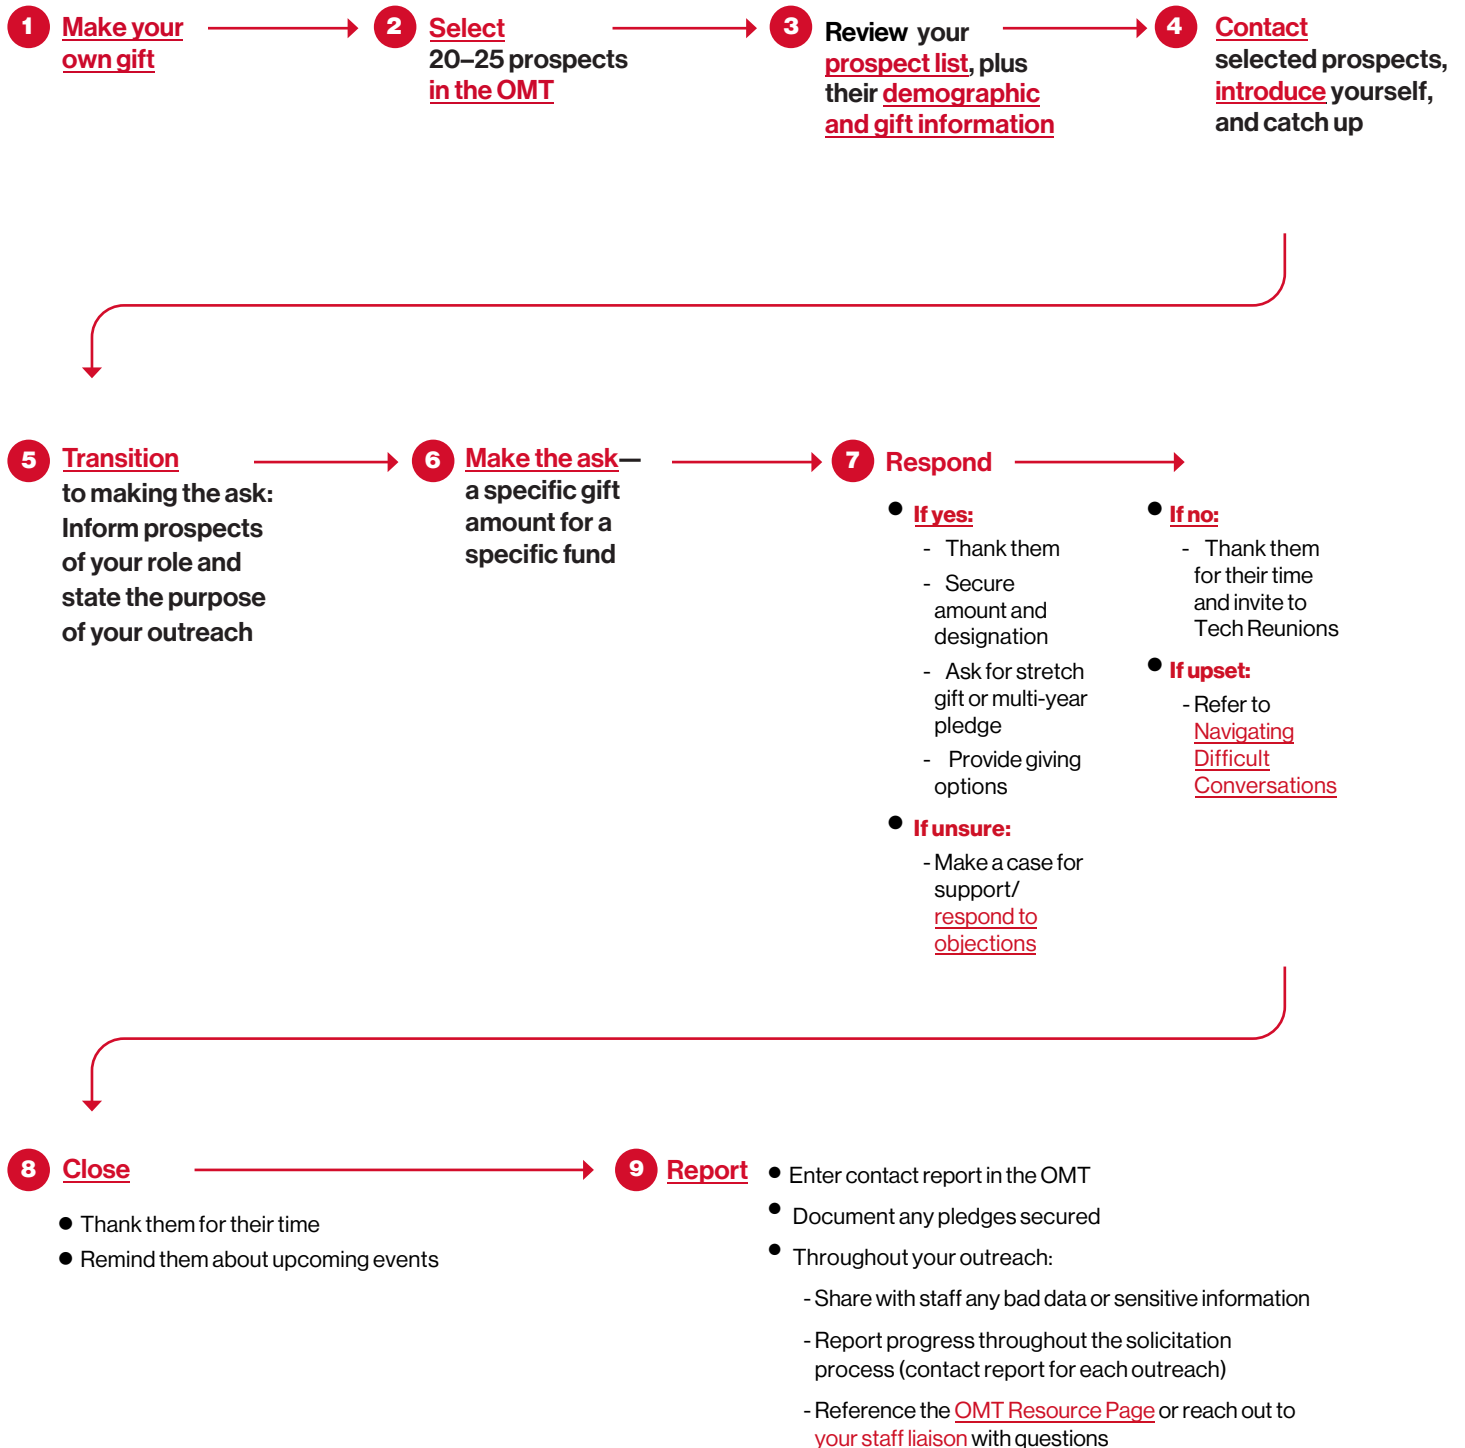 1 Make your
own gift
2 Select
20–25 prospects
in the OMT
3 Review your
prospect list, plus
their demographic
and gift information
4 Contact
selected prospects,
introduce yourself,
and catch up
5 Transition
to making the ask:
Inform prospects
of your role and
state the purpose
of your outreach
6 Make the ask—
a specific gift
amount for a
specific fund
7 Respond
● If yes:
- Thank them
- Secure
amount and
designation
- Ask for stretch
gift or multi-year
pledge
- Provide giving
options
● If unsure:
- Make a case for
support/
respond to
objections
● If no:
- Thank them
for their time
and invite to
Tech Reunions
● If upset:
- Refer to
Navigating
Difficult
Conversations
8 Close
● Thank them for their time
● Remind them about upcoming events
9 Report
● Enter contact report in the OMT
● Document any pledges secured
● Throughout your outreach:
- Share with staff any bad data or sensitive information
- Report progress throughout the solicitation
process (contact report for each outreach)
- Reference the OMT Resource Page or reach out to
your staff liaison with questions